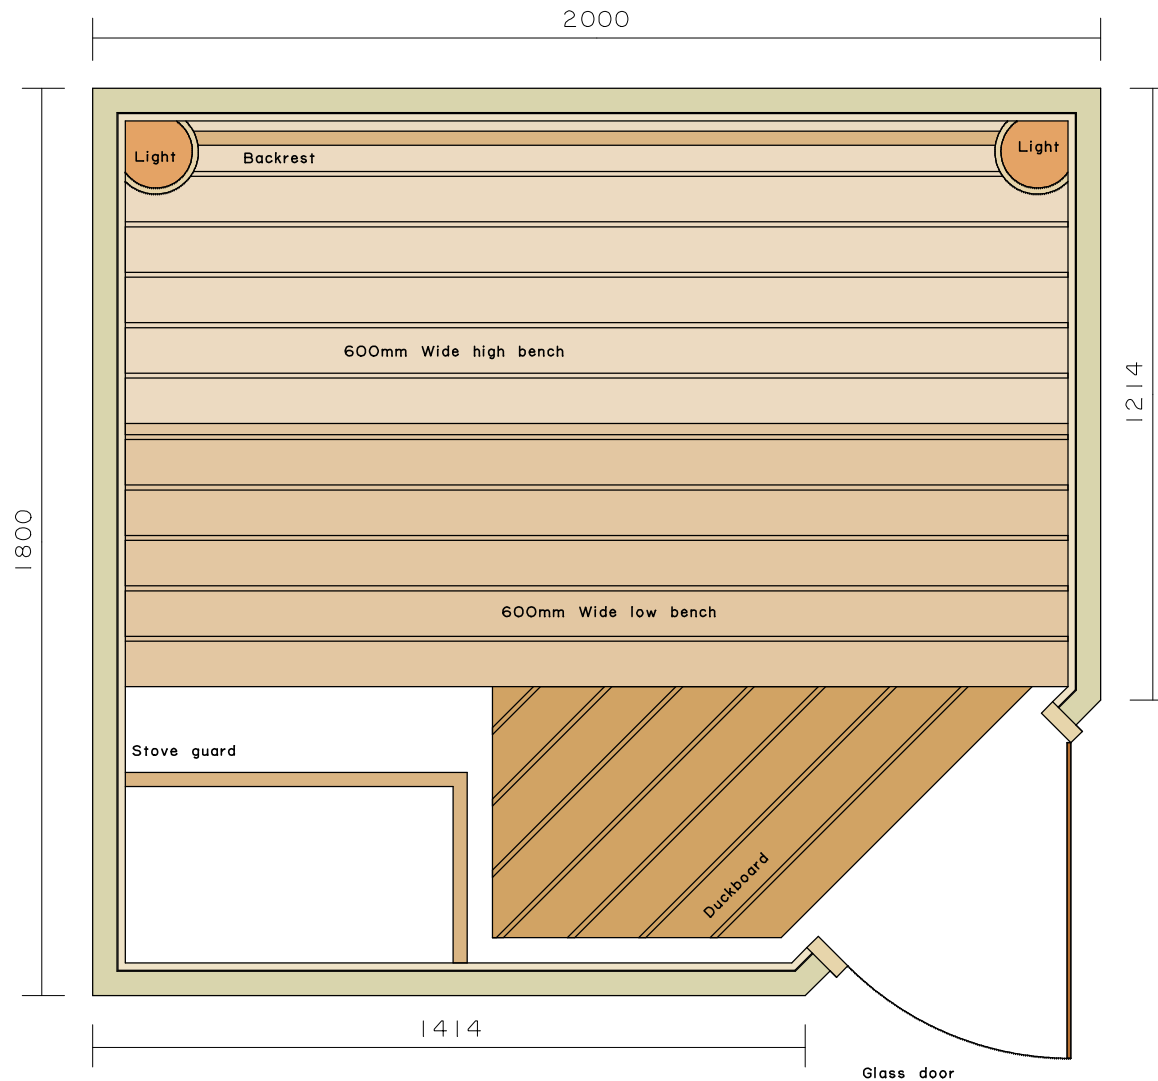 2000
Light
Backrest
Light
600mm Wide high bench
1214
1800
600mm Wide low bench
Stove guard
Duckboard
1414
Glass door